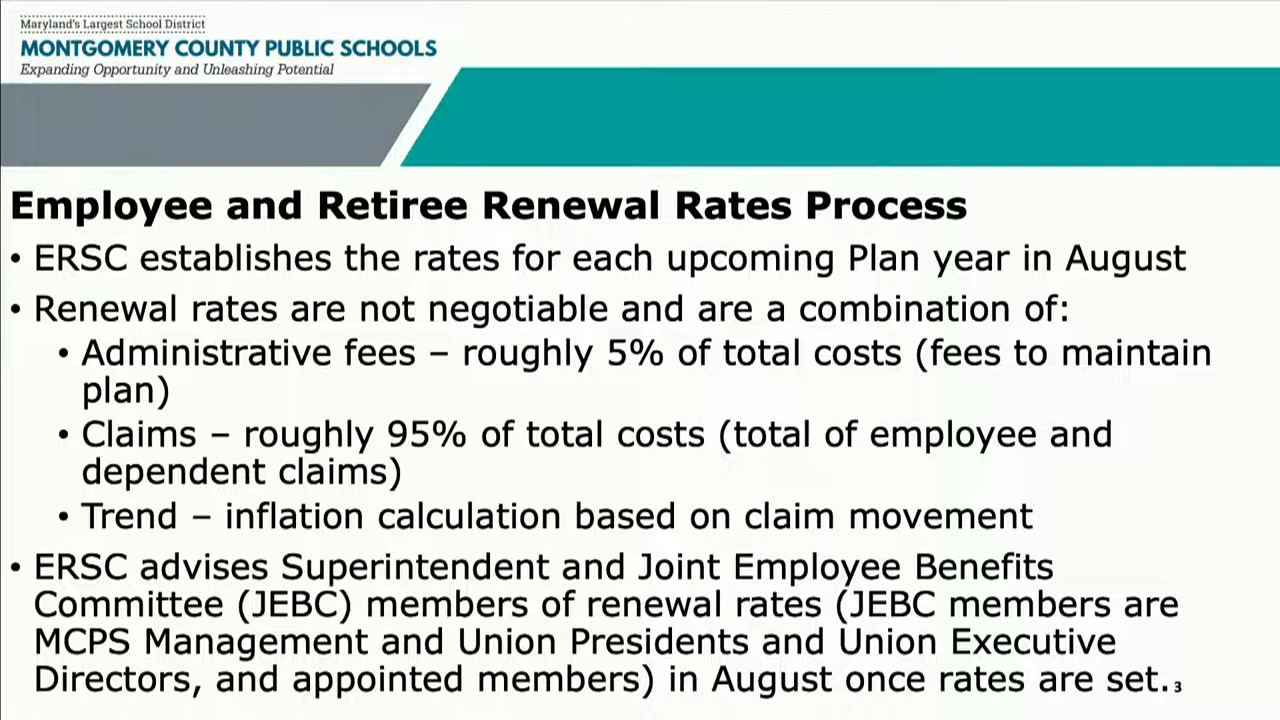 Maryland's Largest School District
MONTGOMERY COUNTY PUBLIC SCHOOLS
Expanding Opportunity and Unleashing Potential
Employee and Retiree Renewal Rates Process
• ERSC establishes the rates for each upcoming Plan year in August
• Renewal rates are not negotiable and are a combination of:
• Administrative fees – roughly 5% of total costs (fees to maintain
plan)
• Claims – roughly 95% of total costs (total of employee and
dependent claims)
• Trend – inflation calculation based on claim movement
• ERSC advises Superintendent and Joint Employee Benefits
Committee (JEBC) members of renewal rates (JEBC members are
MCPS Management and Union Presidents and Union Executive
Directors, and appointed members) in August once rates are set.
3